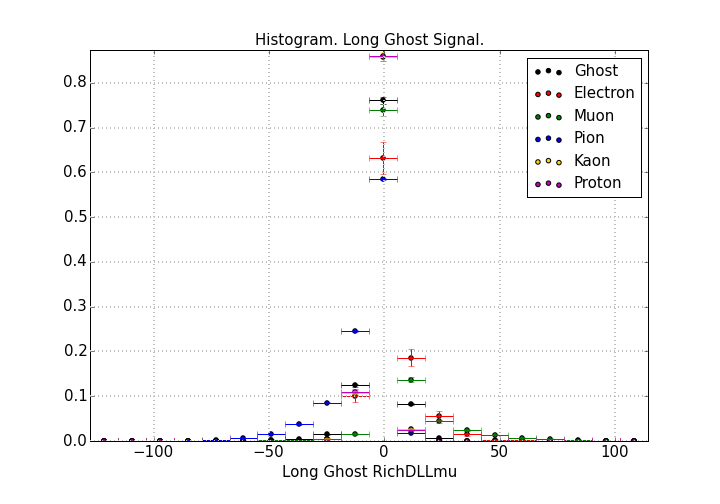 Histogram. Long Ghost Signal.
0.8
0.7
0.6
0.5
0.4
0.3
0.2
0.1
0.0
Ghost
Electron
Muon
Pion
Kaon
Proton
−100 −50 0 50 100
Long Ghost RichDLLmu